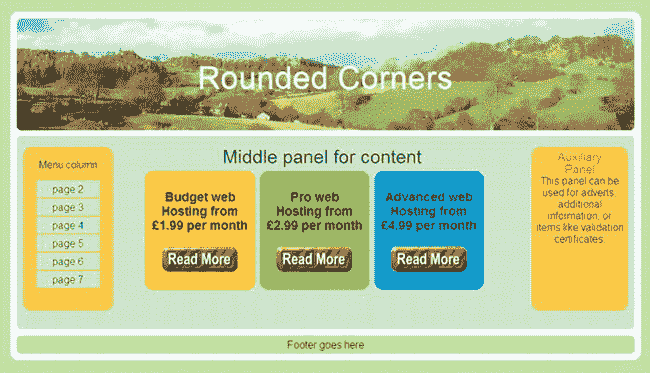 Rounded Corners
Menu column
page 2
page 3
page 4
page 5
page 6
page 7
Middle panel for content
Budget web
Hosting from
£1.99 per month
Read More
Pro web
Hosting from
£2.99 per month
Read More
Advanced web
Hosting from
£4.99 per month
Read More
Auxiliary
Panel
This panel can be
used for adverts,
additional
information, or
items like validation
certificates.
Footer goes here